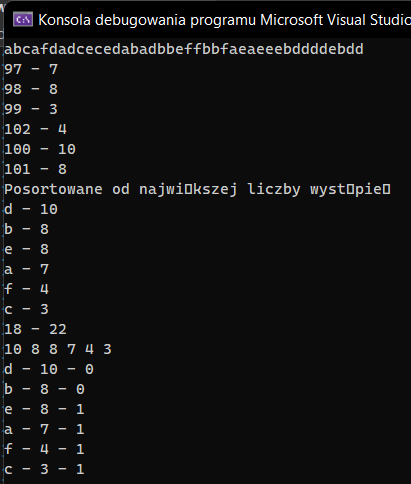 Konsola debugowania programu Microsoft Visual Studio
abcafdadcecedabadbbeffbbfaeaeeebddddebdd
97 - 7
98 - 8
99 - 3
102 - 4
100 - 10
101 - 8
Posortowane od najwi▯kszej liczby wyst▯pie▯
d - 10
b - 8
e - 8
a - 7
f - 4
c - 3
18 - 22
10 8 8 7 4 3
d - 10 - 0
b - 8 - 0
e - 8 - 1
a - 7 - 1
f - 4 - 1
c - 3 - 1